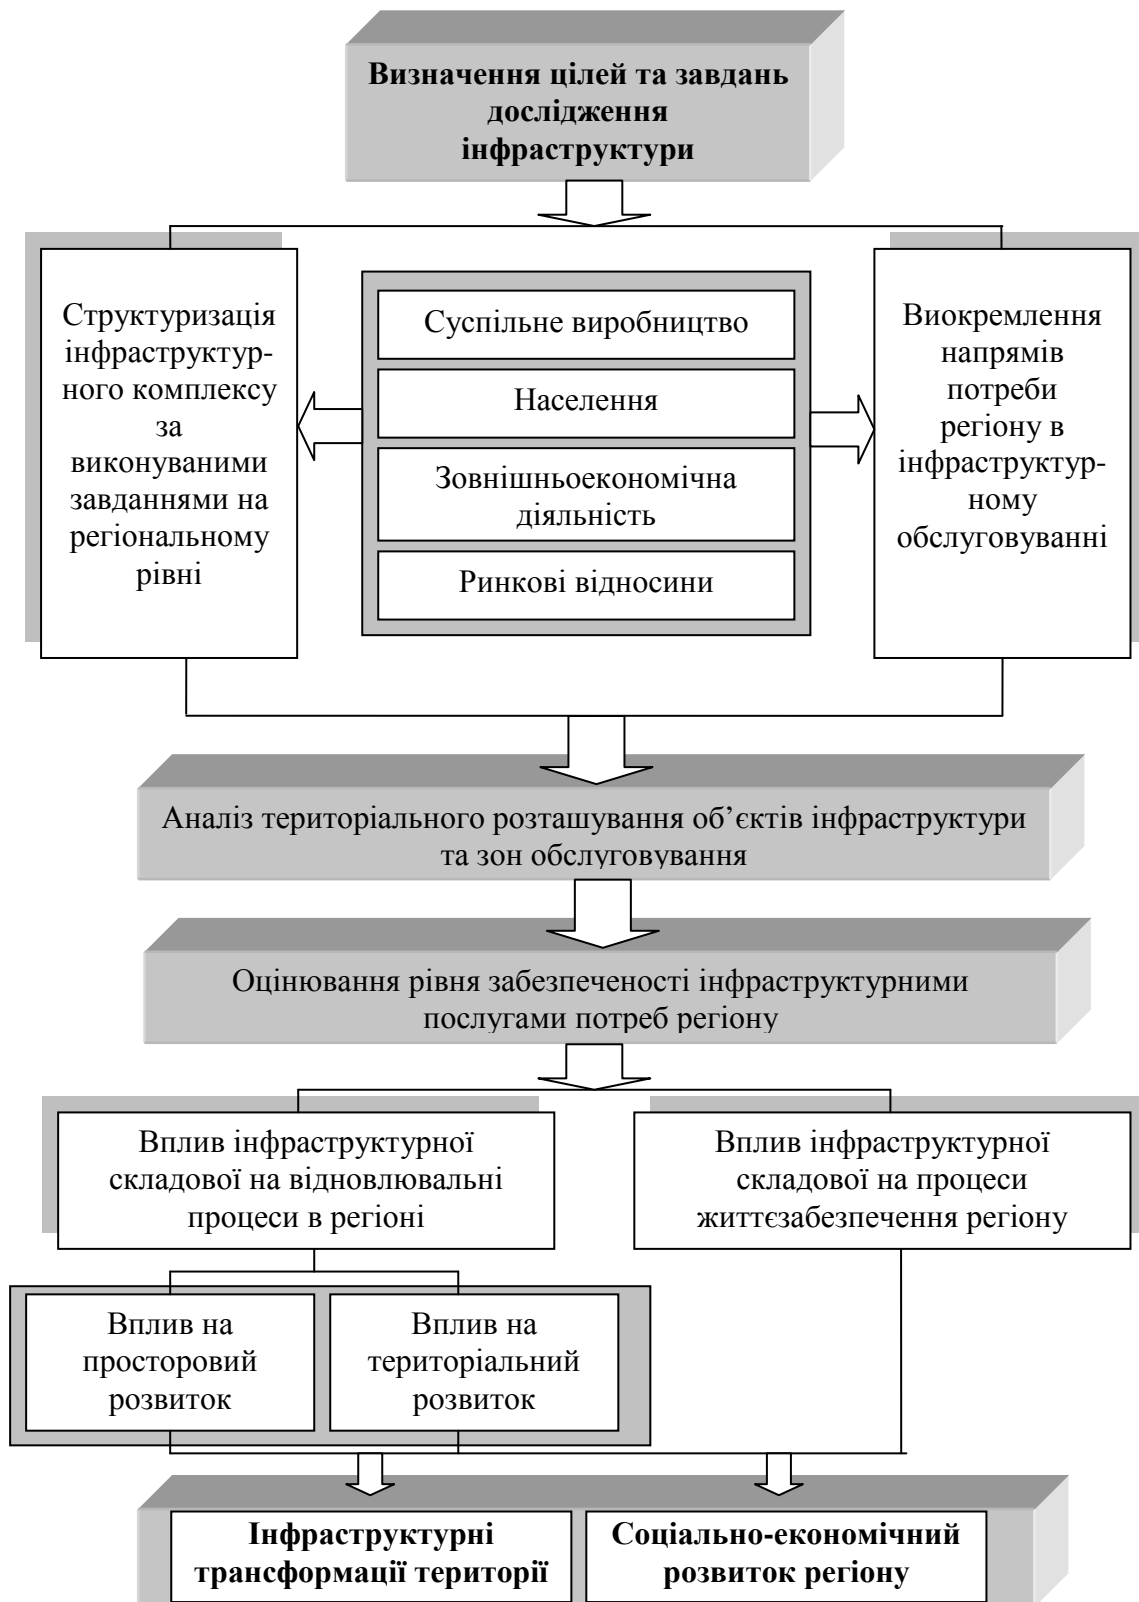 Визначення цілей та завдань
дослідження
інфраструктури
Структуризація
інфраструктур-
ного комплексу
за
виконуваними
завданнями на
регіональному
рівні
Суспільне виробництво
Населення
Зовнішньоекономічна
діяльність
Ринкові відносини
Виокремлення
напрямів
потреби
регіону в
інфраструктур-
ному
обслуговуванні
Аналіз територіального розташування об’єктів інфраструктури
та зон обслуговування
Оцінювання рівня забезпеченості інфраструктурними
послугами потреб регіону
Вплив інфраструктурної
складової на відновлювальні
процеси в регіоні
Вплив інфраструктурної
складової на процеси
життєзабезпечення регіону
Вплив на
просторовий
розвиток
Вплив на
територіальний
розвиток
Інфраструктурні
трансформації території
Соціально-економічний
розвиток регіону